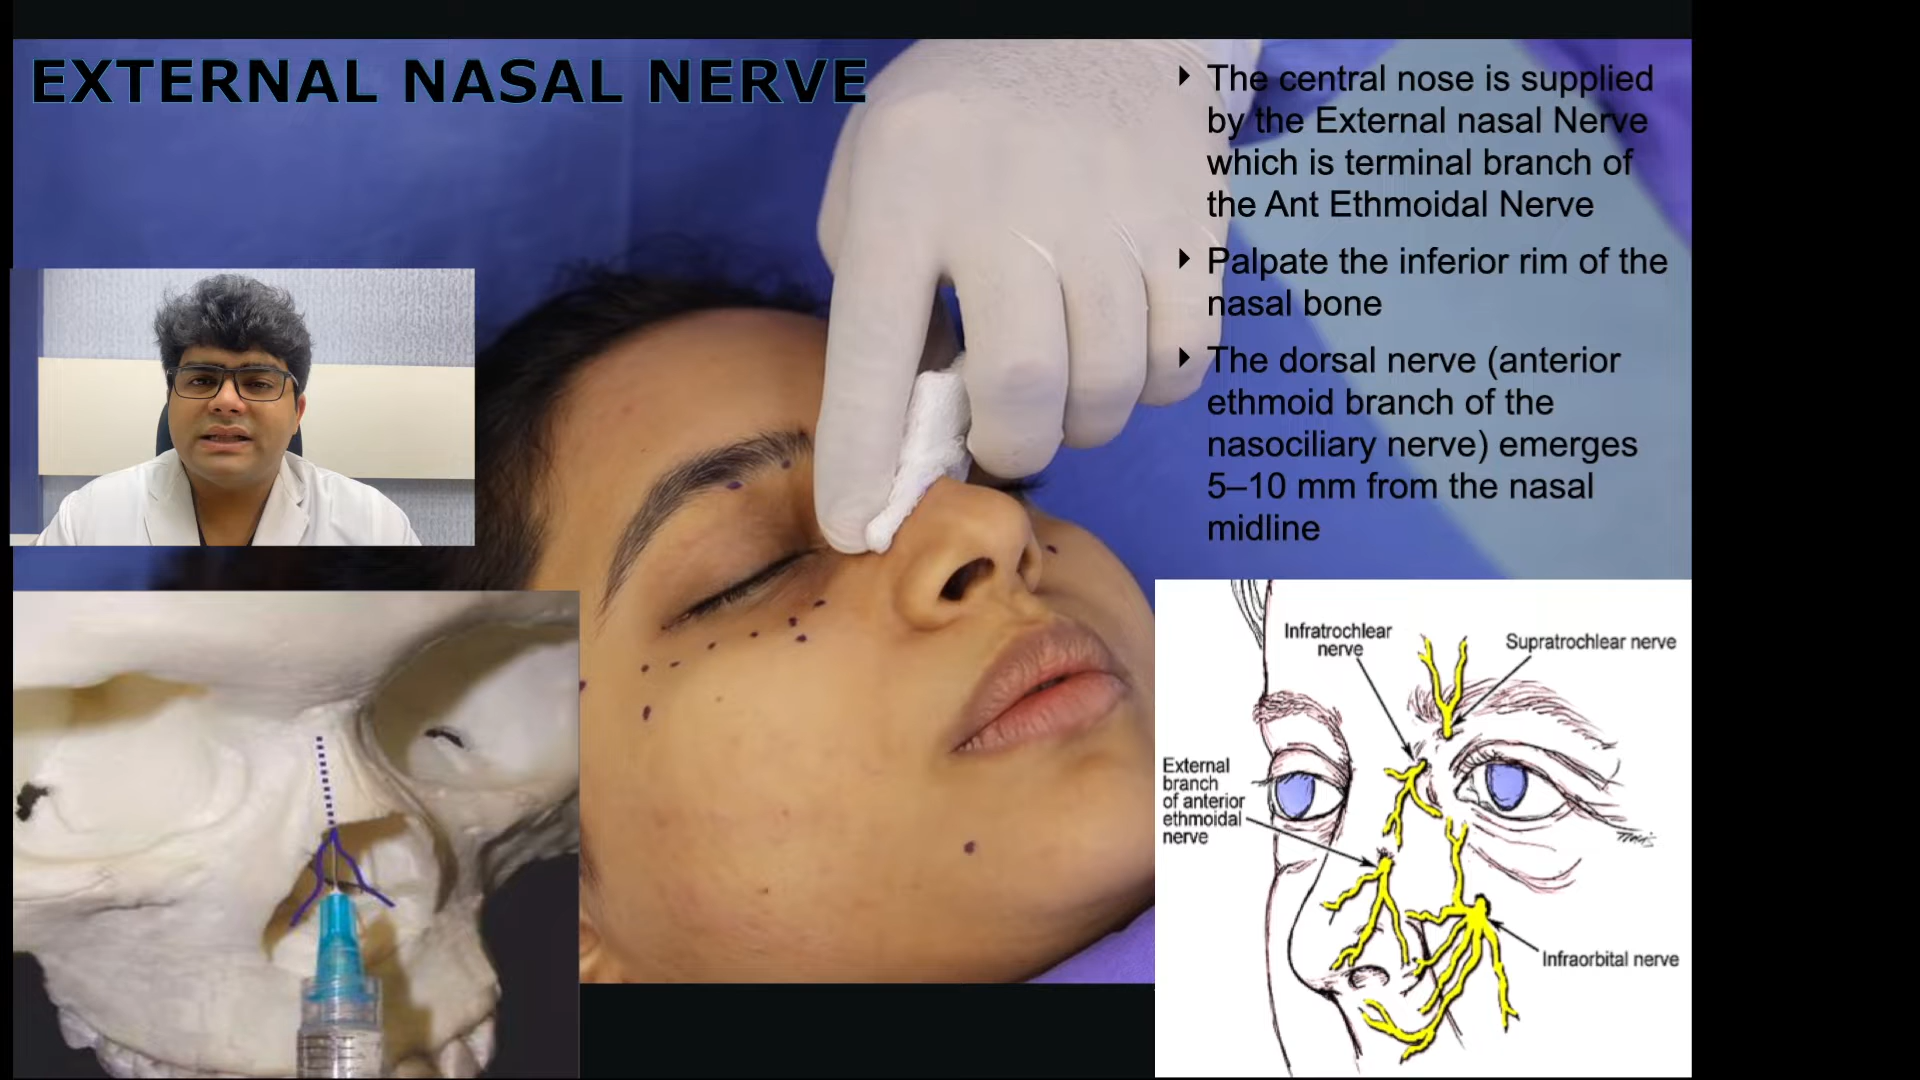 EXTERNAL NASAL NERVE
The central nose is supplied
by the External nasal Nerve
which is terminal branch of
the Ant Ethmoidal Nerve
Palpate the inferior rim of the
nasal bone
The dorsal nerve (anterior
ethmoid branch of the
nasociliary nerve) emerges
5–10 mm from the nasal
midline
Infratrochlear
nerve
Supratrochlear nerve
External
branch
of anterior
ethmoidal
nerve
Infraorbital nerve